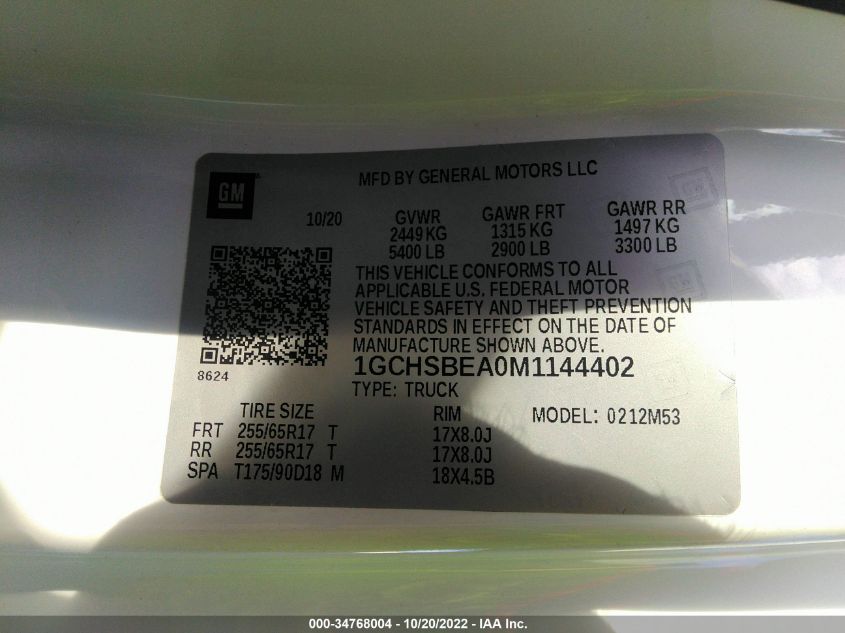 GM
MFD BY GENERAL MOTORS LLC
10/20
GVWR GAWR FRT GAWR RR
2449 KG 1315 KG 1497 KG
5400 LB 2900 LB 3300 LB
THIS VEHICLE CONFORMS TO ALL
APPLICABLE U.S. FEDERAL MOTOR
VEHICLE SAFETY AND THEFT PREVENTION
STANDARDS IN EFFECT ON THE DATE OF
MANUFACTURE SHOWN ABOVE.
8624
1GCHSBEA0M1144402
TYPE: TRUCK
TIRE SIZE RIM MODEL: 0212M53
FRT 255/65R17 T 17X8.0J
RR 255/65R17 T 17X8.0J
SPA T175/90D18 M 18X4.5B
000-34768004 - 10/20/2022 - IAA Inc.